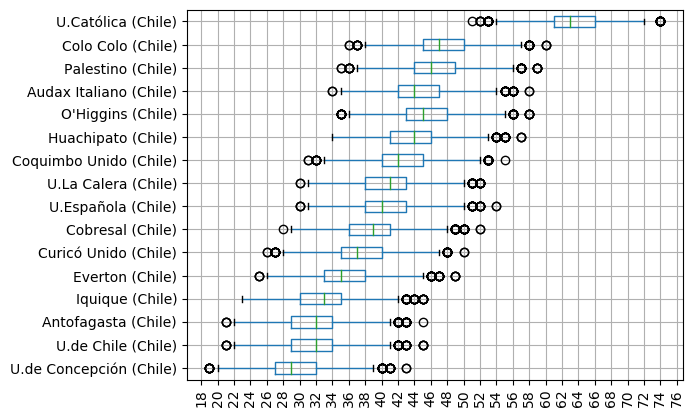 U.Católica (Chile)
Colo Colo (Chile)
Palestino (Chile)
Audax Italiano (Chile)
O'Higgins (Chile)
Huachipato (Chile)
Coquimbo Unido (Chile)
U.La Calera (Chile)
U.Española (Chile)
Cobresal (Chile)
Curicó Unido (Chile)
Everton (Chile)
Iquique (Chile)
Antofagasta (Chile)
U.de Chile (Chile)
U.de Concepción (Chile)
18 20 22 24 26 28 30 32 34 36 38 40 42 44 46 48 50 52 54 56 58 60 62 64 66 68 70 72 74 76